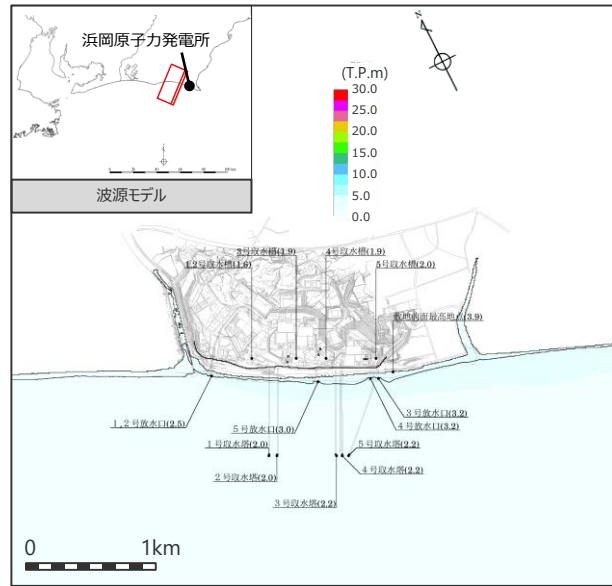 浜岡原子力発電所
波源モデル
N
(T.P.m)
30.0
25.0
20.0
15.0
10.0
5.0
0.0
3号取水槽(1.9)
4号取水槽(1.9)
1,2号取水槽(1.6)
5号取水槽(2.0)
敷地前面最高地点(3.9)
1,2号放水口(2.5)
5号放水口(3.0)
3号放水口(3.2)
4号放水口(3.2)
1号取水塔(2.0)
5号取水塔(2.2)
2号取水塔(2.0)
4号取水塔(2.2)
3号取水塔(2.2)
0 1km